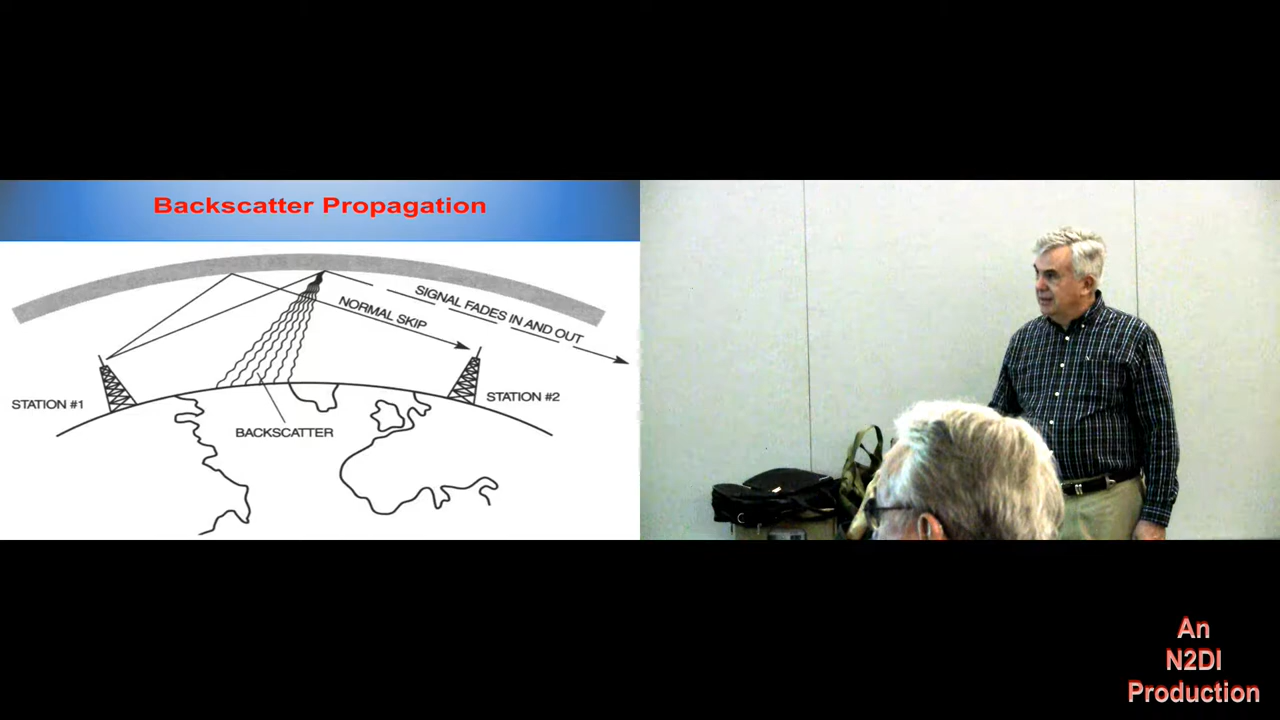 Backscatter Propagation
SIGNAL FADES IN AND OUT
NORMAL SKIP
STATION #1
STATION #2
BACKSCATTER
An
N2DI
Production